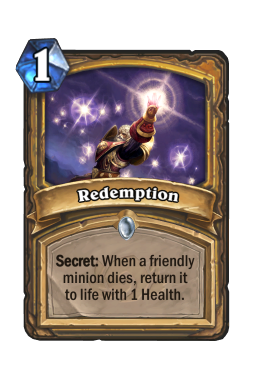 1
Redemption
Secret: When a friendly
minion dies, return it
to life with 1 Health.